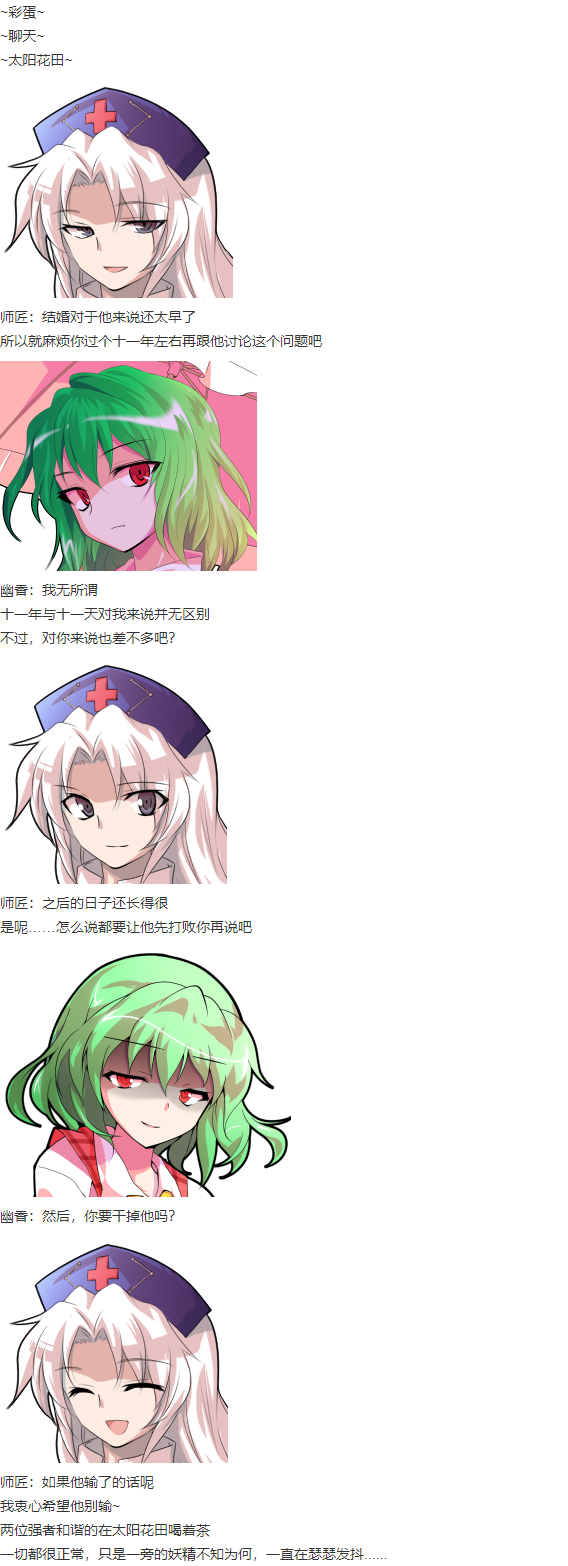 ~彩蛋~
~聊天~
~太阳花田~
师匠：结婚对于他来说还太早了
所以就麻烦你过个十一年左右再跟他讨论这个问题吧
幽香：我无所谓
十一年与十一天对我来说并无区别
不过，对你来说也差不多吧？
师匠：之后的日子还长得很
是呢……怎么说都要让他先打败你再说吧
幽香：然后，你要干掉他吗？
师匠：如果他输了的话呢
我衷心希望他别输~
两位强者和谐的在太阳花田喝着茶
一切都很正常，只是一旁的妖精不知为何，一直在瑟瑟发抖……